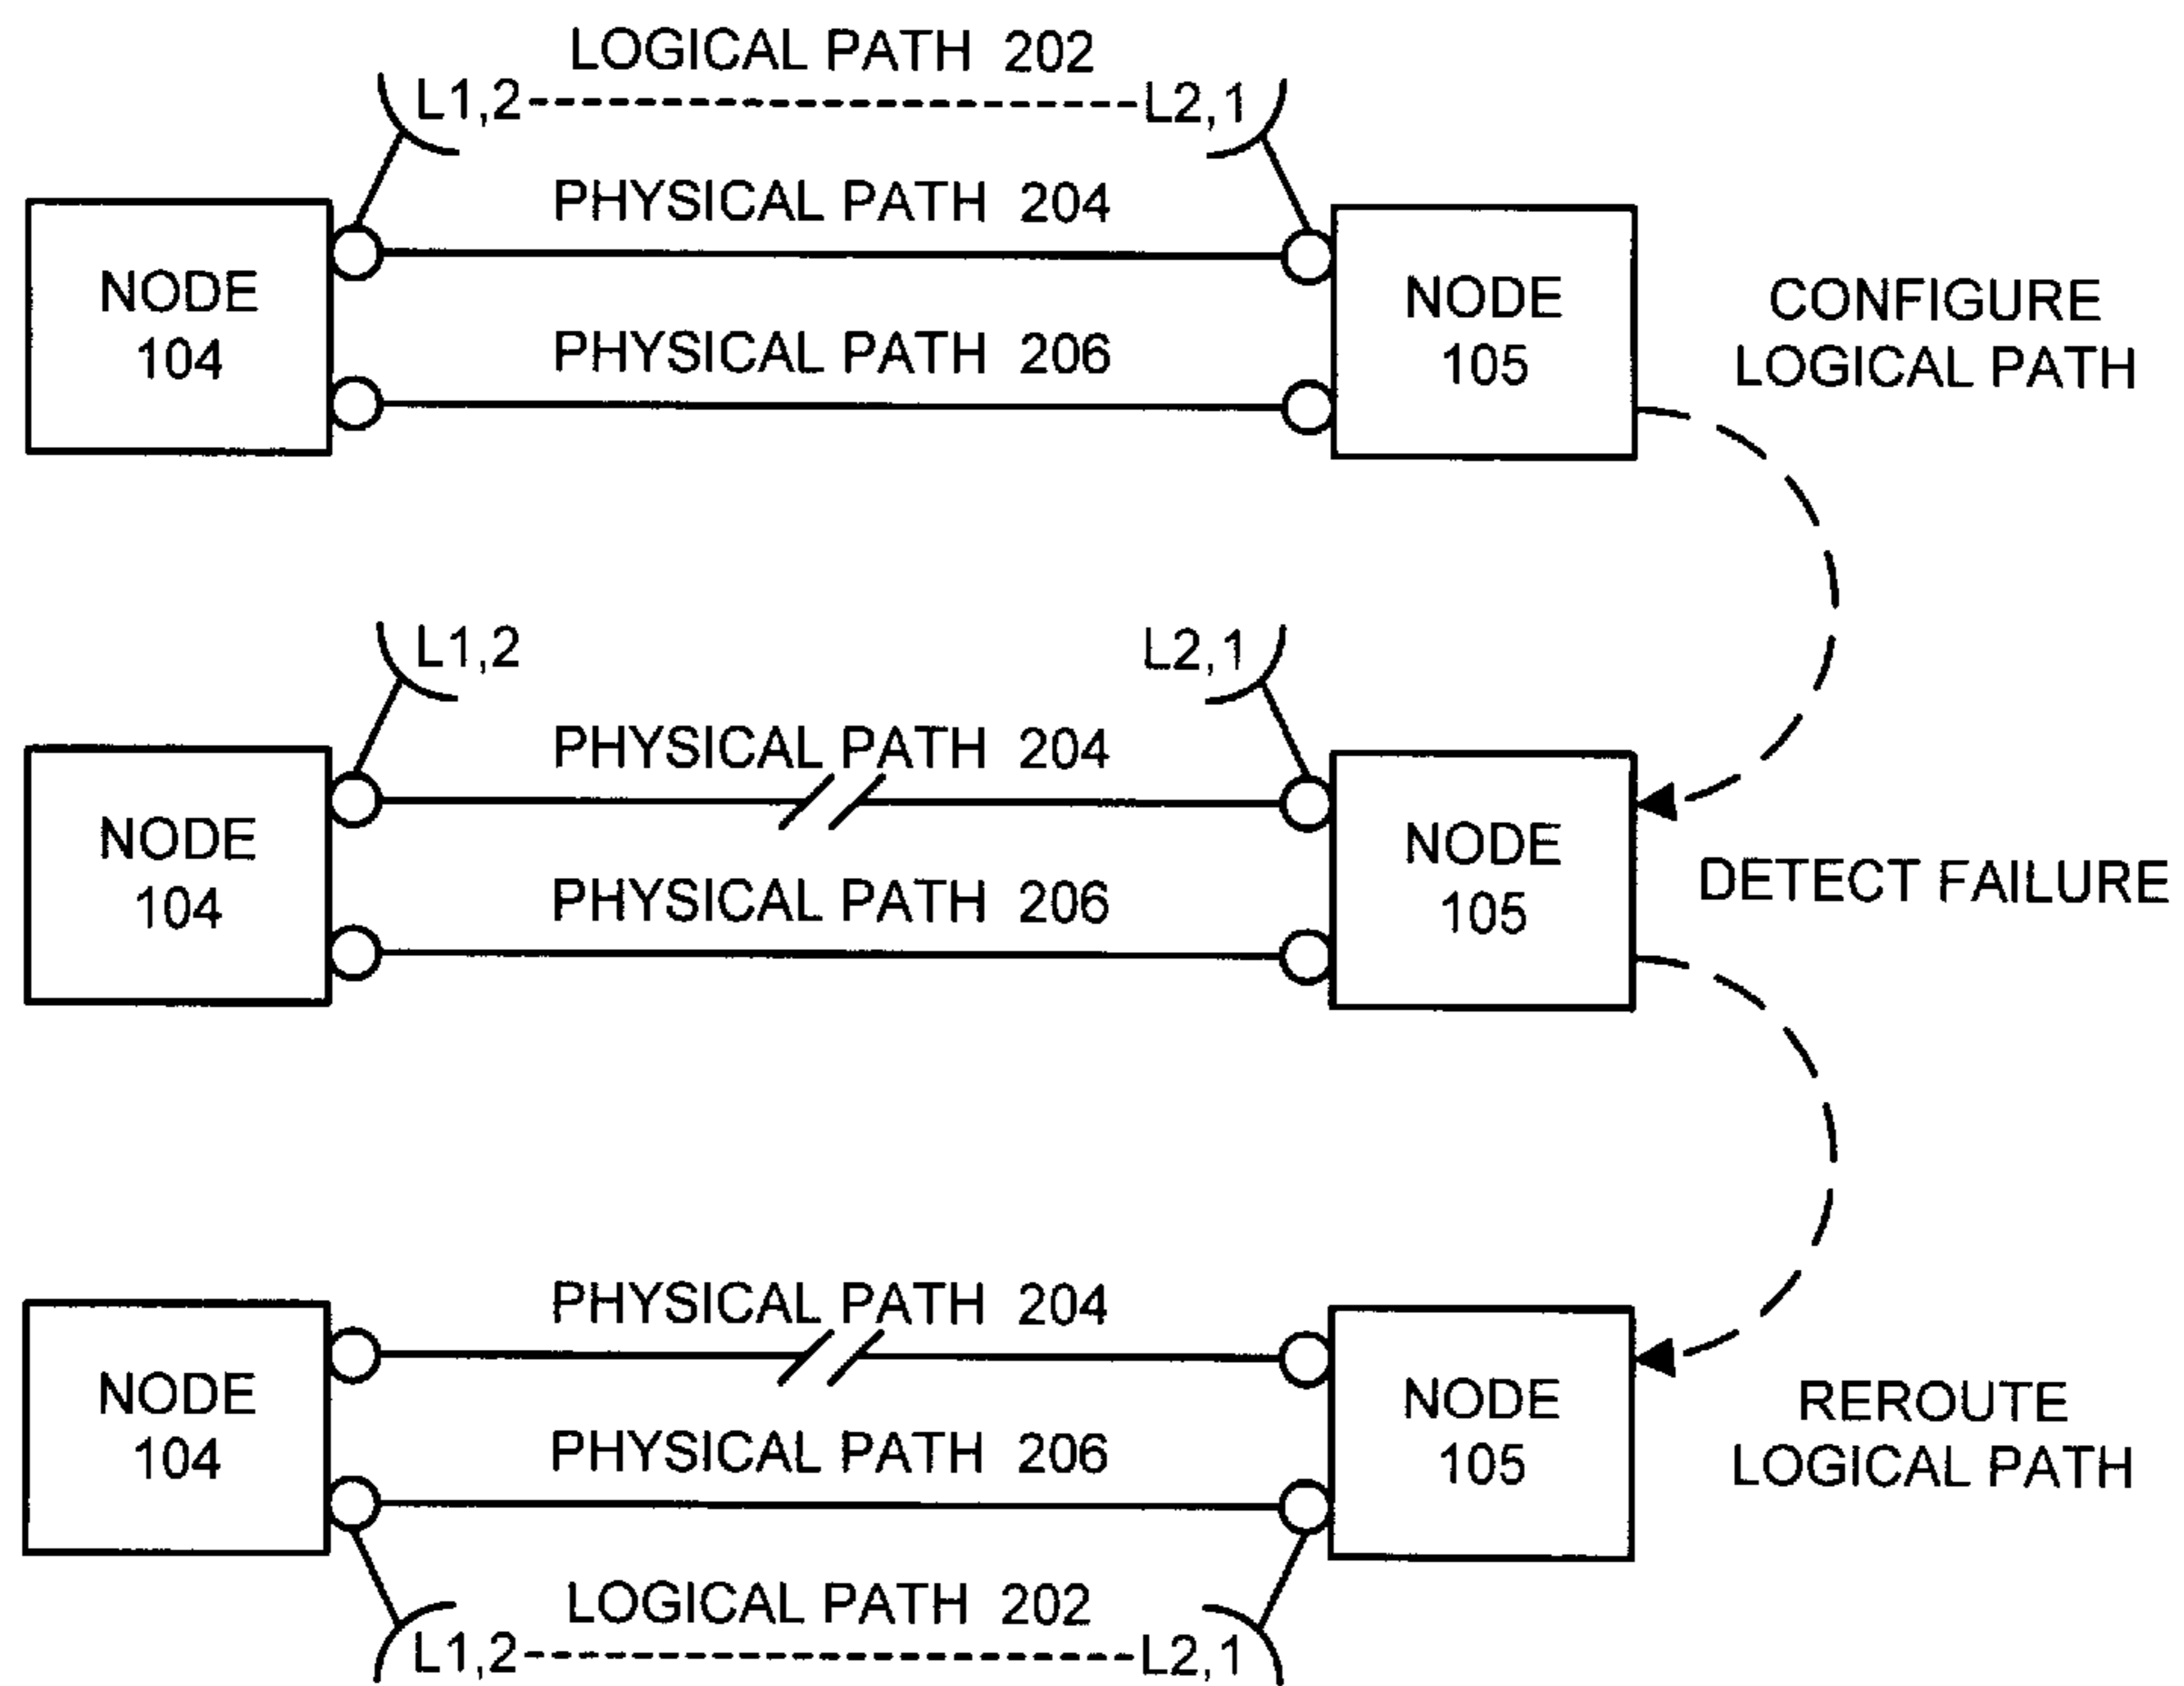 LOGICAL PATH 202
L1,2 L2,1
PHYSICAL PATH 204
NODE
104
PHYSICAL PATH 206
NODE
105
CONFIGURE
LOGICAL PATH
L1,2 L2,1
PHYSICAL PATH 204
NODE
104
PHYSICAL PATH 206
NODE
105
DETECT FAILURE
PHYSICAL PATH 204
NODE
104
PHYSICAL PATH 206
NODE
105
REROUTE
LOGICAL PATH
LOGICAL PATH 202
L1,2 L2,1